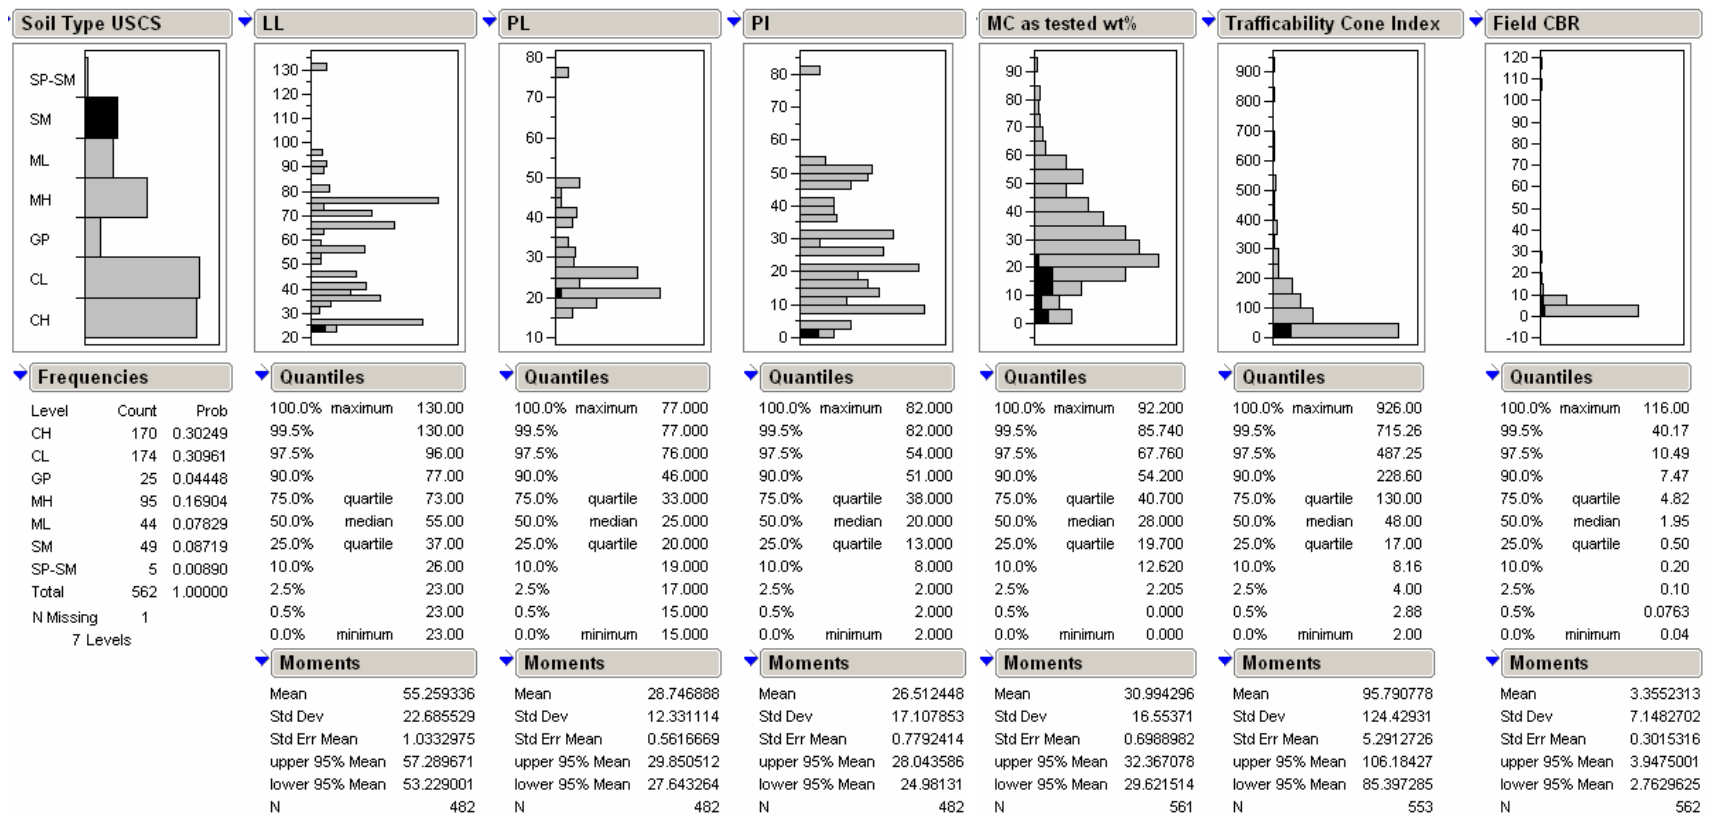 Soil Type USCS
SP-SM
SM
ML
MH
GP
CL
CH
Frequencies
Level Count Prob
CH 170 0.30249
CL 174 0.30961
GP 25 0.04448
MH 95 0.16904
ML 44 0.07829
SM 49 0.08719
SP-SM 5 0.00890
Total 562 1.00000
N Missing 1
7 Levels
LL
130
120
110
100
90
80
70
60
50
40
30
20
Quantiles
100.0% maximum 130.00
99.5% 130.00
97.5% 96.00
90.0% 77.00
75.0% quartile 73.00
50.0% median 55.00
25.0% quartile 37.00
10.0% 26.00
2.5% 23.00
0.5% 23.00
0.0% minimum 23.00
Moments
Mean 55.259336
Std Dev 22.685529
Std Err Mean 1.0332975
upper 95% Mean 57.289671
lower 95% Mean 53.229001
N 482
PL
80
70
60
50
40
30
20
10
Quantiles
100.0% maximum 77.000
99.5% 77.000
97.5% 76.000
90.0% 46.000
75.0% quartile 33.000
50.0% median 25.000
25.0% quartile 20.000
10.0% 19.000
2.5% 17.000
0.5% 15.000
0.0% minimum 15.000
Moments
Mean 28.746888
Std Dev 12.331114
Std Err Mean 0.5616669
upper 95% Mean 29.850512
lower 95% Mean 27.643264
N 482
PI
80
70
60
50
40
30
20
10
0
Quantiles
100.0% maximum 82.000
99.5% 82.000
97.5% 54.000
90.0% 51.000
75.0% quartile 38.000
50.0% median 20.000
25.0% quartile 13.000
10.0% 8.000
2.5% 2.000
0.5% 2.000
0.0% minimum 2.000
Moments
Mean 26.512448
Std Dev 17.107853
Std Err Mean 0.7792414
upper 95% Mean 28.043586
lower 95% Mean 24.98131
N 482
MC as tested wt%
90
80
70
60
50
40
30
20
10
0
Quantiles
100.0% maximum 92.200
99.5% 85.740
97.5% 67.760
90.0% 54.200
75.0% quartile 40.700
50.0% median 28.000
25.0% quartile 19.700
10.0% 12.620
2.5% 2.205
0.5% 0.000
0.0% minimum 0.000
Moments
Mean 30.994296
Std Dev 16.55371
Std Err Mean 0.6988982
upper 95% Mean 32.367078
lower 95% Mean 29.621514
N 561
Trafficability Cone Index
900
800
700
600
500
400
300
200
100
0
Quantiles
100.0% maximum 926.00
99.5% 715.26
97.5% 487.25
90.0% 228.60
75.0% quartile 130.00
50.0% median 48.00
25.0% quartile 17.00
10.0% 8.16
2.5% 4.00
0.5% 2.88
0.0% minimum 2.00
Moments
Mean 95.790778
Std Dev 124.42931
Std Err Mean 5.2912726
upper 95% Mean 106.18427
lower 95% Mean 85.397285
N 553
Field CBR
120
110
100
90
80
70
60
50
40
30
20
10
0
-10
Quantiles
100.0% maximum 116.00
99.5% 40.17
97.5% 10.49
90.0% 7.47
75.0% quartile 4.82
50.0% median 1.95
25.0% quartile 0.50
10.0% 0.20
2.5% 0.10
0.5% 0.0763
0.0% minimum 0.04
Moments
Mean 3.3552313
Std Dev 7.1482702
Std Err Mean 0.3015316
upper 95% Mean 3.9475001
lower 95% Mean 2.7629625
N 562